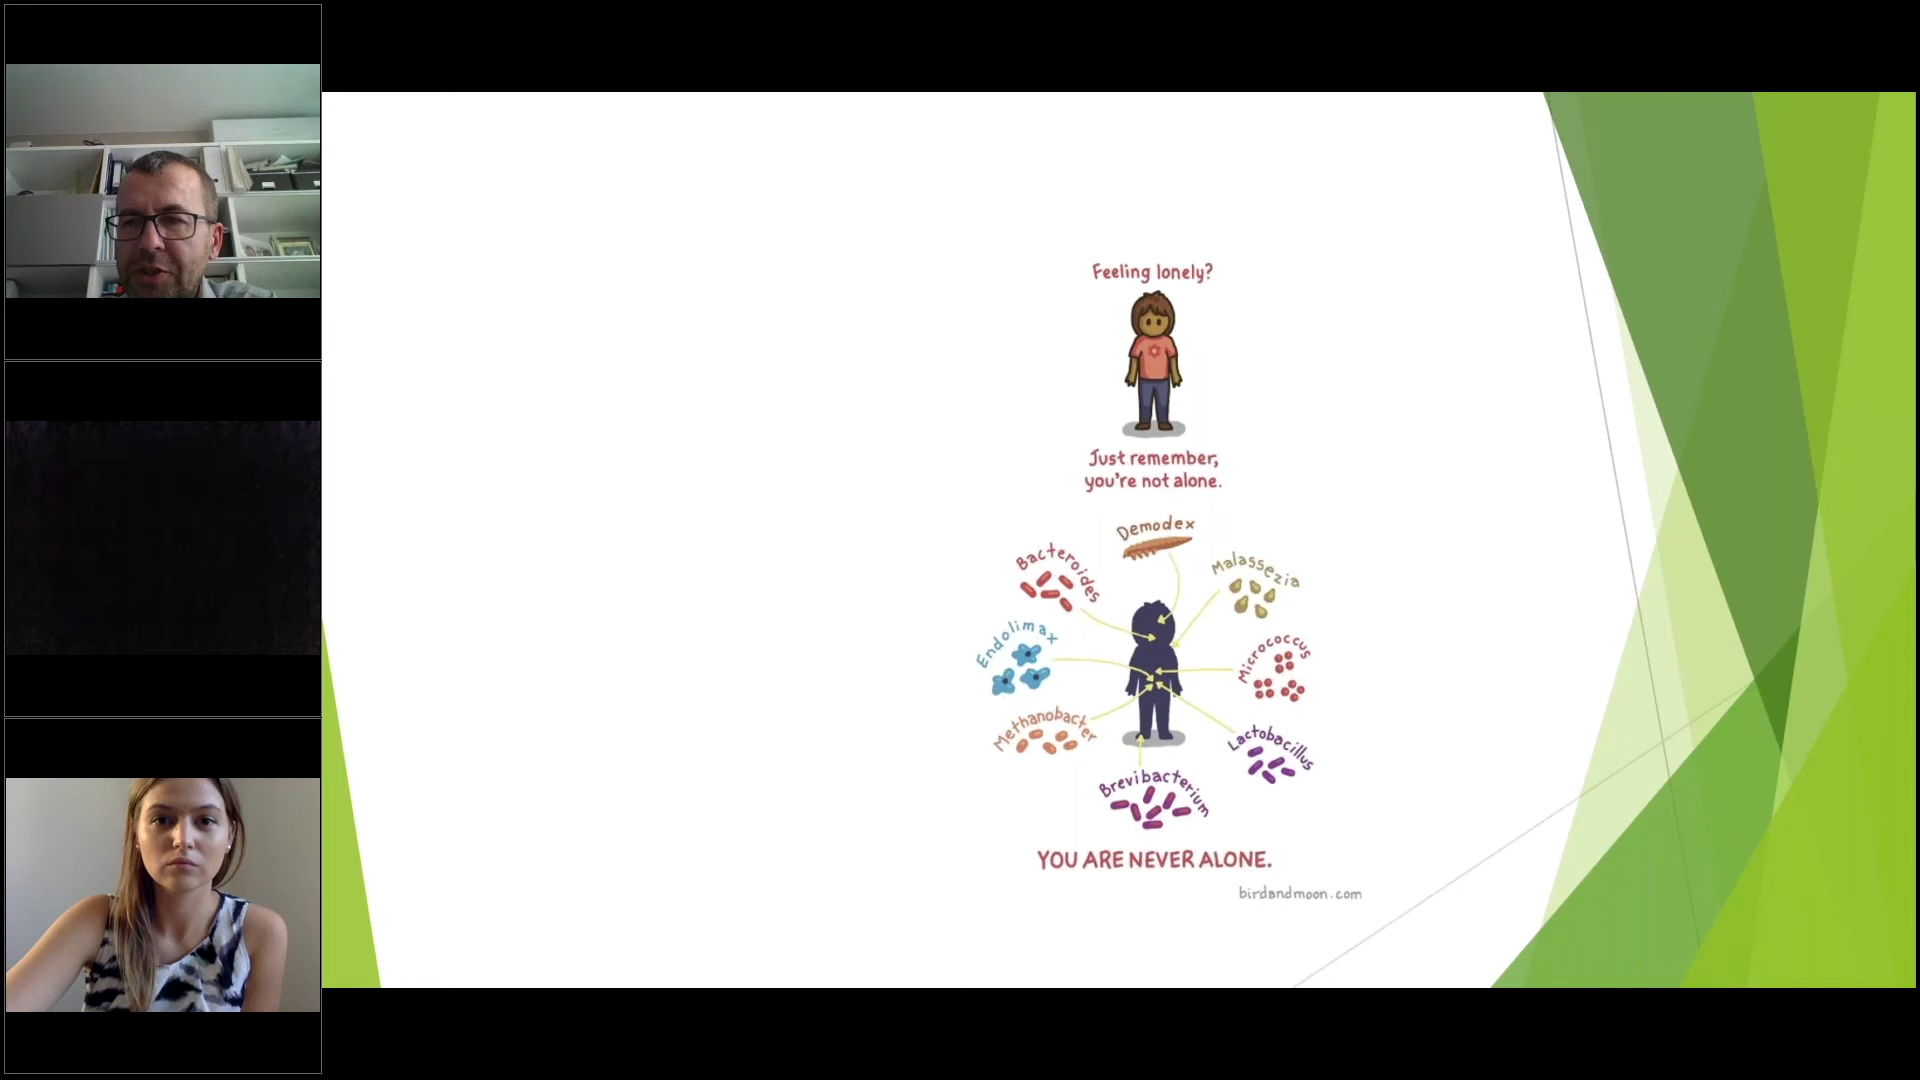 Feeling lonely?
Just remember,
you're not alone.
Demodex
Bacteroides
Malassezia
Endolimax
Micrococcus
Methanobacter
Lactobacillus
Brevibacterium
YOU ARE NEVER ALONE.
birdandmoon.com